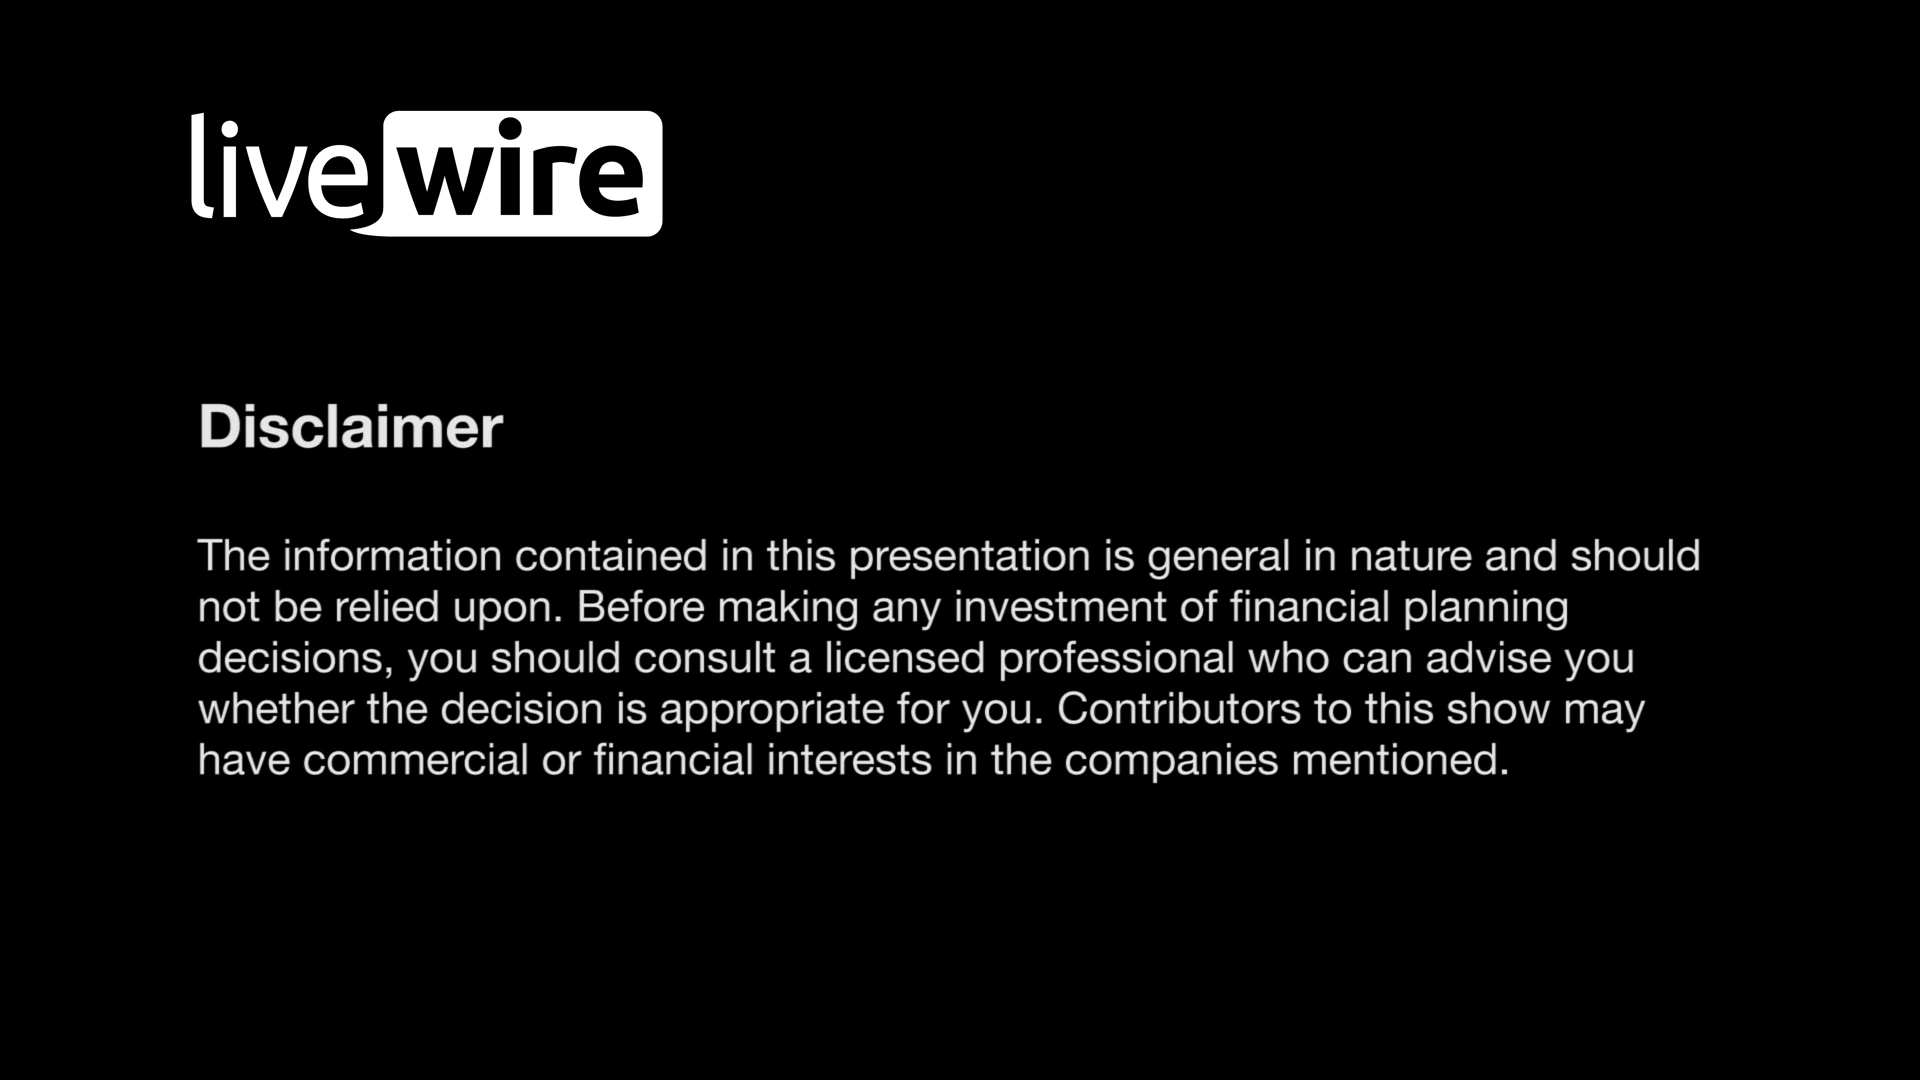 livewire
Disclaimer
The information contained in this presentation is general in nature and should
not be relied upon. Before making any investment of financial planning
decisions, you should consult a licensed professional who can advise you
whether the decision is appropriate for you. Contributors to this show may
have commercial or financial interests in the companies mentioned.